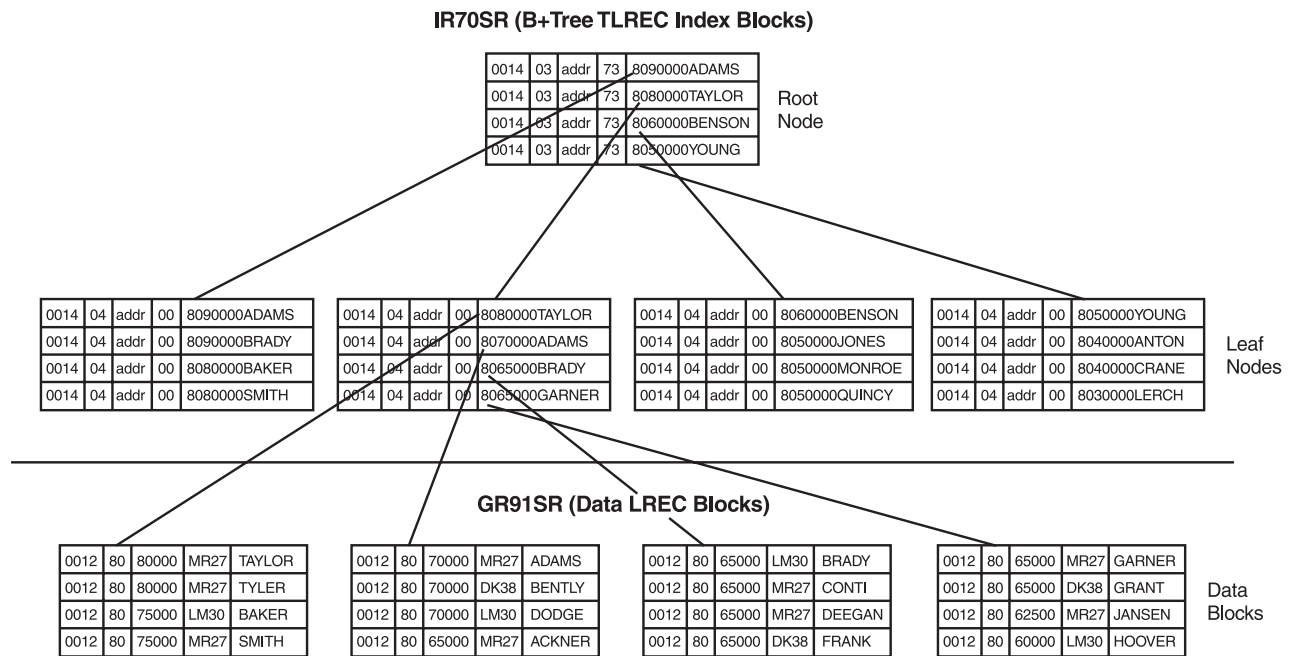 IR70SR (B+Tree TLREC Index Blocks)
0014 03 addr 73 8090000ADAMS
0014 03 addr 73 8080000TAYLOR
0014 03 addr 73 8060000BENSON
0014 03 addr 73 8050000YOUNG
Root
Node
0014 04 addr 00 8090000ADAMS
0014 04 addr 00 8090000BRADY
0014 04 addr 00 8080000BAKER
0014 04 addr 00 8080000SMITH
0014 04 addr 00 8080000TAYLOR
0014 04 addr 00 8070000ADAMS
0014 04 addr 00 8065000BRADY
0014 04 addr 00 8065000GARNER
0014 04 addr 00 8060000BENSON
0014 04 addr 00 8050000JONES
0014 04 addr 00 8050000MONROE
0014 04 addr 00 8050000QUINCY
0014 04 addr 00 8050000YOUNG
0014 04 addr 00 8040000ANTON
0014 04 addr 00 8040000CRANE
0014 04 addr 00 8030000LERCH
Leaf
Nodes
GR91SR (Data LREC Blocks)
0012 80 80000 MR27 TAYLOR
0012 80 80000 MR27 TYLER
0012 80 75000 LM30 BAKER
0012 80 75000 MR27 SMITH
0012 80 70000 MR27 ADAMS
0012 80 70000 DK38 BENTLY
0012 80 70000 LM30 DODGE
0012 80 65000 MR27 ACKNER
0012 80 65000 LM30 BRADY
0012 80 65000 MR27 CONTI
0012 80 65000 MR27 DEEGAN
0012 80 65000 DK38 FRANK
0012 80 65000 MR27 GARNER
0012 80 65000 DK38 GRANT
0012 80 62500 MR27 JANSEN
0012 80 60000 LM30 HOOVER
Data
Blocks